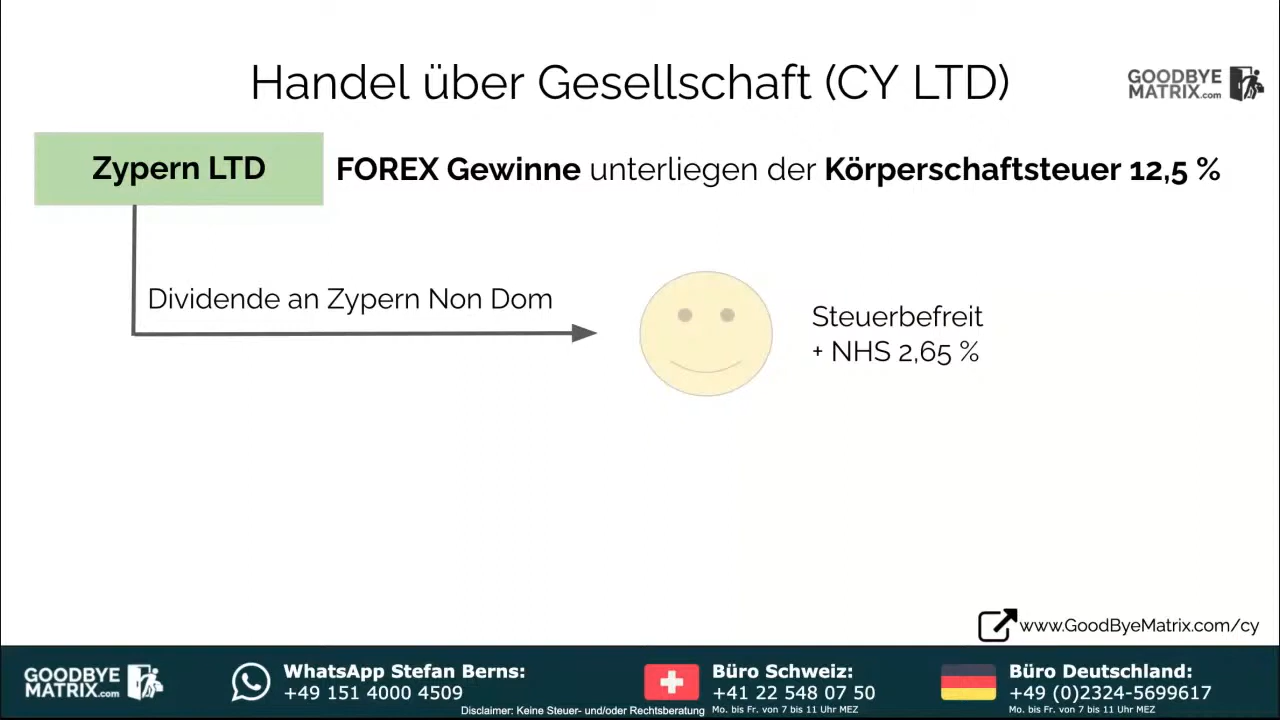 Handel über Gesellschaft (CY LTD)
GOODBYE
MATRIX.com
Zypern LTD
FOREX Gewinne unterliegen der Körperschaftsteuer 12,5 %
Dividende an Zypern Non Dom
Steuerbefreit
+ NHS 2,65 %
www.GoodByeMatrix.com/cy
GOODBYE
MATRIX.com
WhatsApp Stefan Berns:
+49 151 4000 4509
Disclaimer: Keine Steuer- und/oder Rechtsberatung
Büro Schweiz:
+41 22 548 07 50
Mo. bis Fr. von 7 bis 11 Uhr MEZ
Büro Deutschland:
+49 (0)2324-5699617
Mo. bis Fr. von 7 bis 11 Uhr MEZ